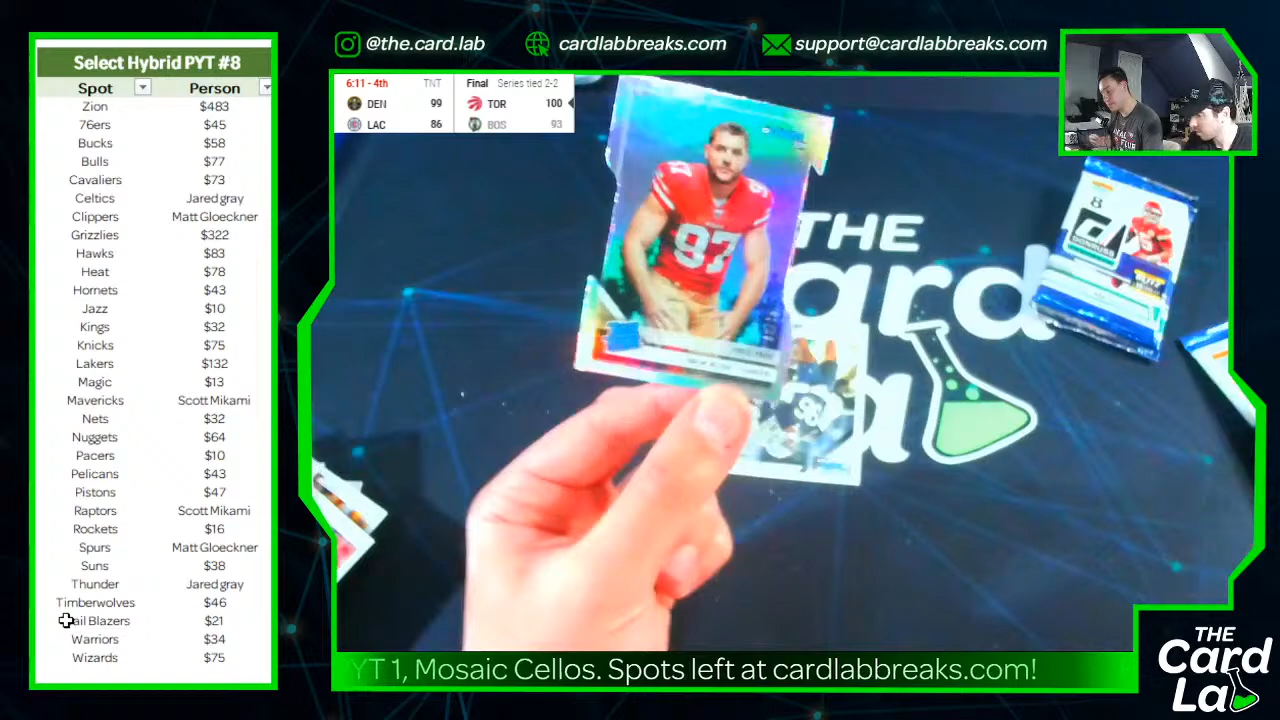 @the.card.lab
cardlabbreaks.com
support@cardlabbreaks.com
Select Hybrid PYT #8
Spot Person
Zion $483
76ers $45
Bucks $58
Bulls $77
Cavaliers $73
Celtics Jared gray
Clippers Matt Gloeckner
Grizzlies $322
Hawks $83
Heat $78
Hornets $43
Jazz $10
Kings $32
Knicks $75
Lakers $132
Magic $13
Mavericks Scott Mikami
Nets $32
Nuggets $64
Pacers $10
Pelicans $43
Pistons $47
Raptors Scott Mikami
Rockets $16
Spurs Matt Gloeckner
Suns $38
Thunder Jared gray
Timberwolves $46
ail Blazers $21
Warriors $34
Wizards $75
6:11 - 4th TNT
DEN 99
LAC 86
Final Series tied 2-2
TOR 100
BOS 93
97
98
8
DONRUSS
THE
ard
a
YT 1, Mosaic Cellos. Spots left at cardlabbreaks.com!
THE
Card
La